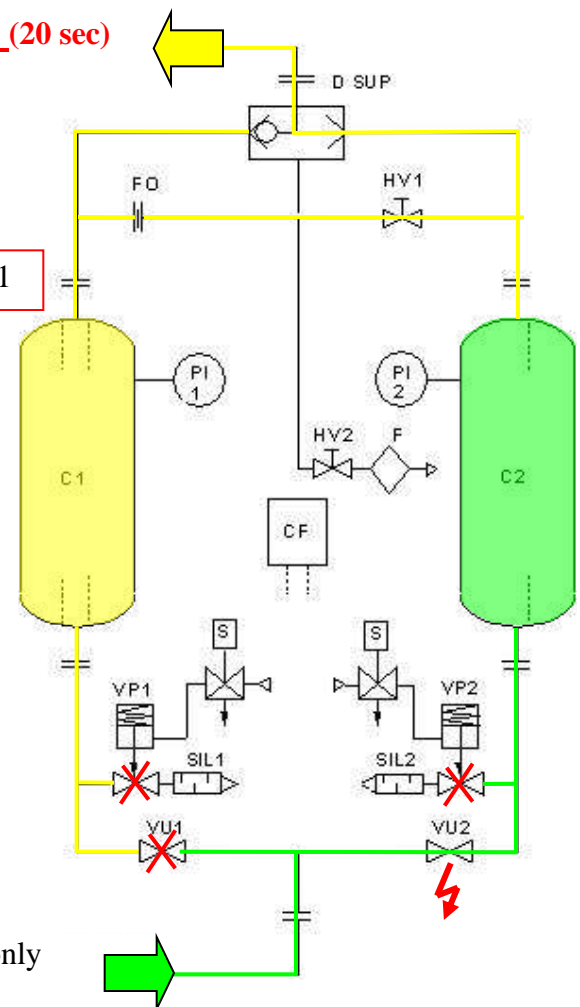 (20 sec)
D SUP
FO
HV1
1
PI
1
PI
2
HV2
F
C1
C2
CF
S
S
VP1
VP2
SIL1
SIL2
VU1
VU2
only